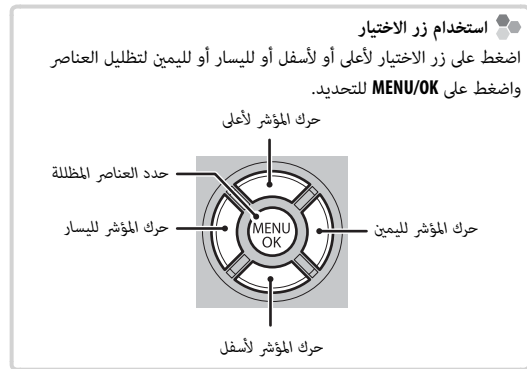 استخدام زر الاختيار
اضغط على زر الاختيار لأعلى أو لأسفل أو لليسار أو لليمين لتظليل العناصر
واضغط على MENU/OK للتحديد.
حرك المؤشر لأعلى
حدد العناصر المظللة
حرك المؤشر لليسار
MENU
OK
حرك المؤشر لليمين
حرك المؤشر لأسفل